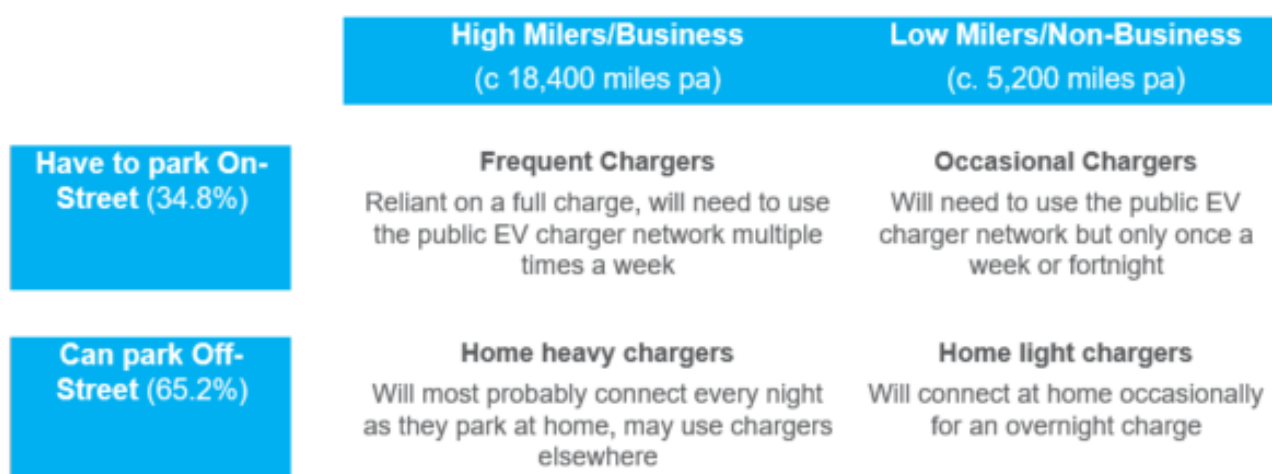 High Milers/Business
(c 18,400 miles pa)
Low Milers/Non-Business
(c. 5,200 miles pa)
Have to park On-
Street (34.8%)
Frequent Chargers
Reliant on a full charge, will need to use
the public EV charger network multiple
times a week
Occasional Chargers
Will need to use the public EV
charger network but only once a
week or fortnight
Can park Off-
Street (65.2%)
Home heavy chargers
Will most probably connect every night
as they park at home, may use chargers
elsewhere
Home light chargers
Will connect at home occasionally
for an overnight charge